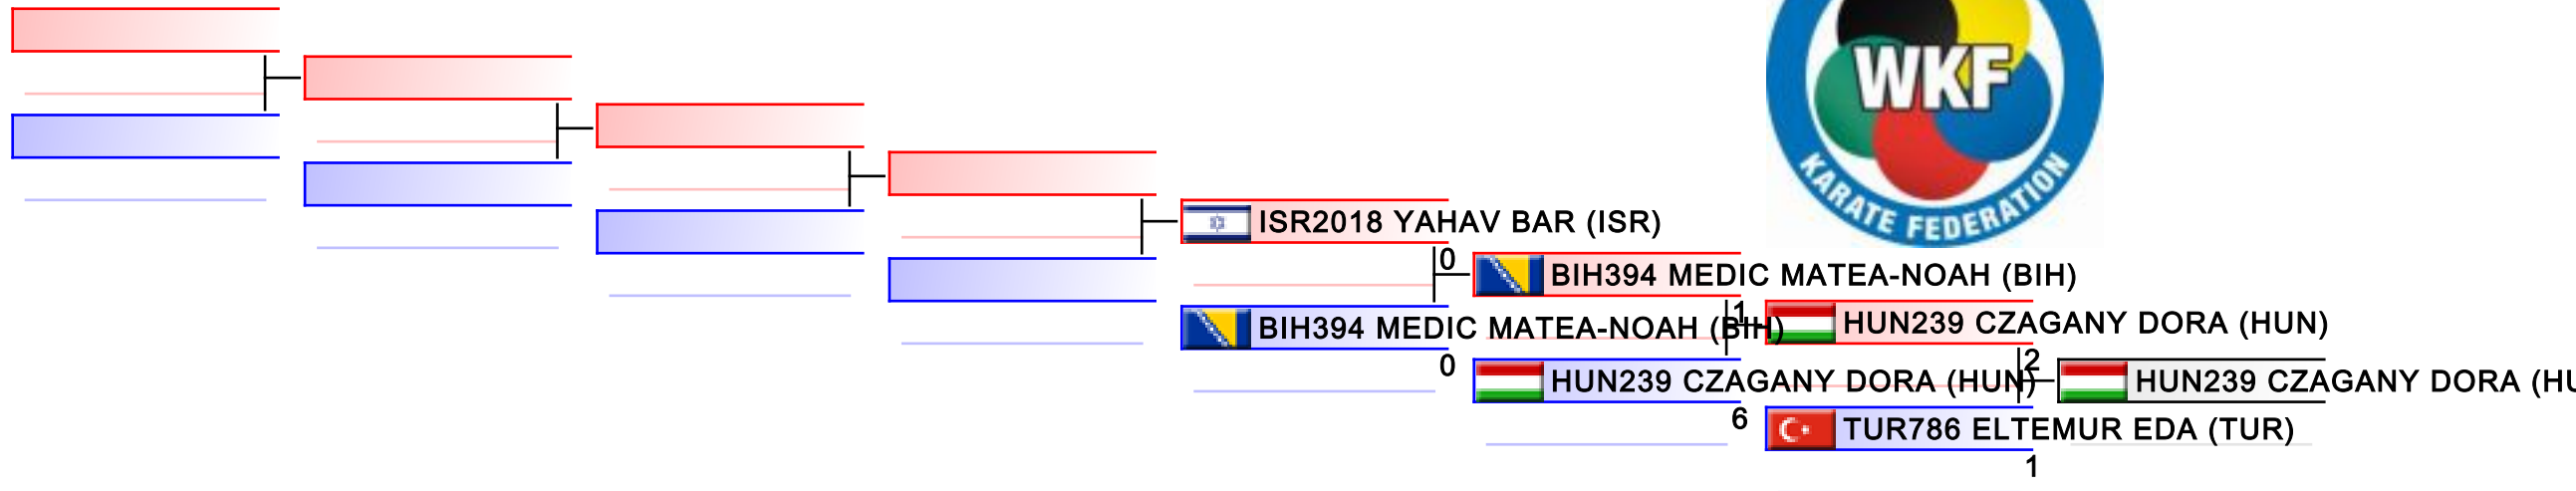 WKF
KARATE FEDERATION
ISR2018 YAHAV BAR (ISR)
0
BIH394 MEDIC MATEA-NOAH (BIH)
1
HUN239 CZAGANY DORA (HUN)
BIH394 MEDIC MATEA-NOAH (BIH)
0
2
HUN239 CZAGANY DORA (HUN)
HUN239 CZAGANY DORA (HU
6
TUR786 ELTEMUR EDA (TUR)
1